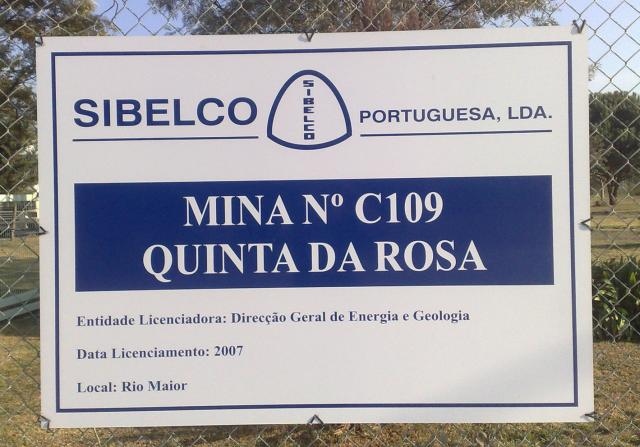 SIBELCO
SIBELCO
PORTUGUESA, LDA.
MINA Nº C109
QUINTA DA ROSA
Entidade Licenciadora: Direcção Geral de Energia e Geologia
Data Licenciamento: 2007
Local: Rio Maior